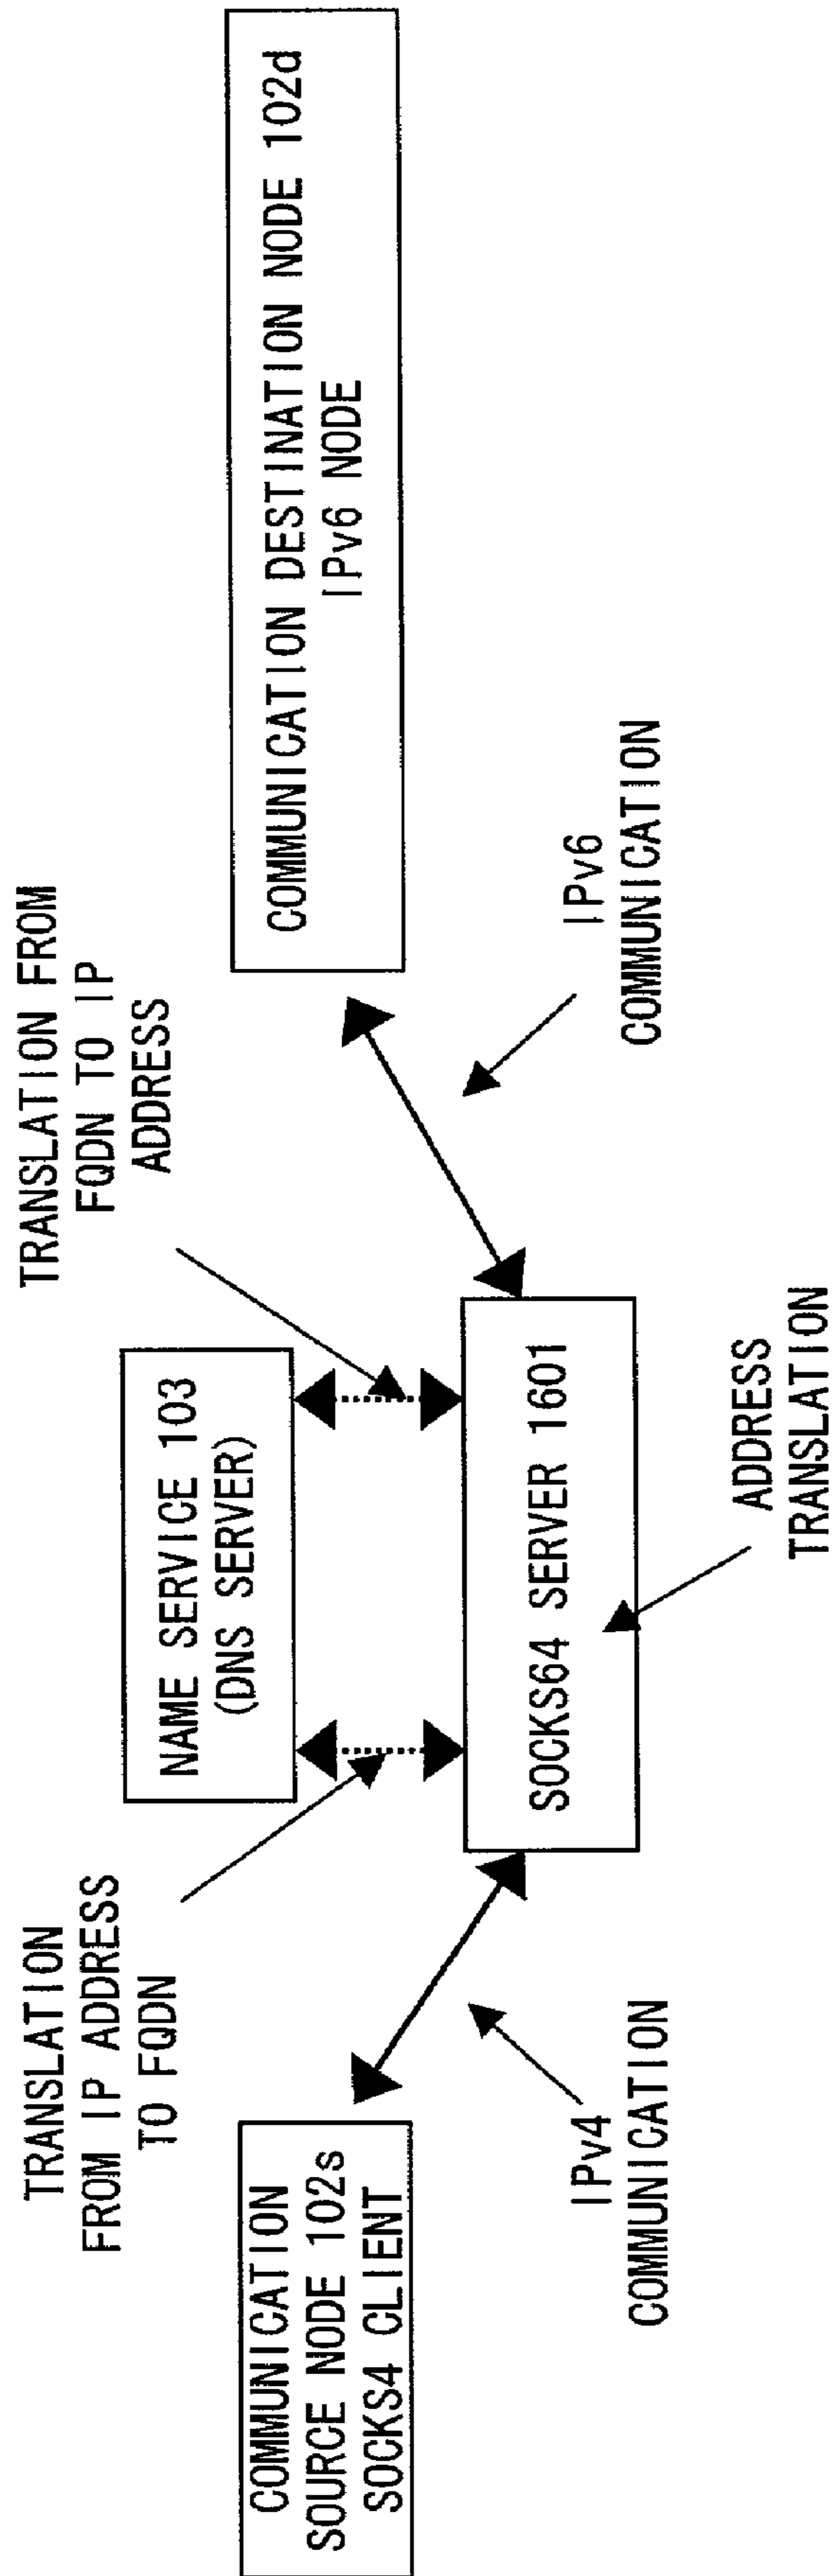 TRANSLATION
FROM IP ADDRESS
TO FQDN
TRANSLATION FROM
FQDN TO IP
ADDRESS
NAME SERVICE 103
(DNS SERVER)
COMMUNICATION
SOURCE NODE 102s
SOCKS4 CLIENT
COMMUNICATION DESTINATION NODE 102d
IPv6 NODE
SOCKS64 SERVER 1601
IPv4
COMMUNICATION
ADDRESS
TRANSLATION
IPv6
COMMUNICATION